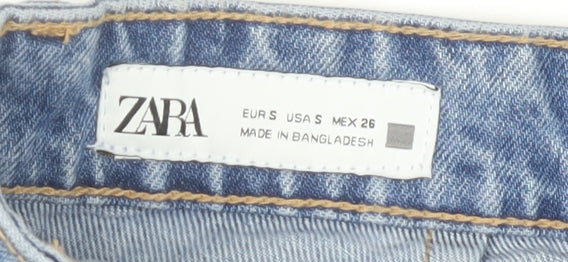 ZARA
EUR S USA S MEX 26
MADE IN BANGLADESH